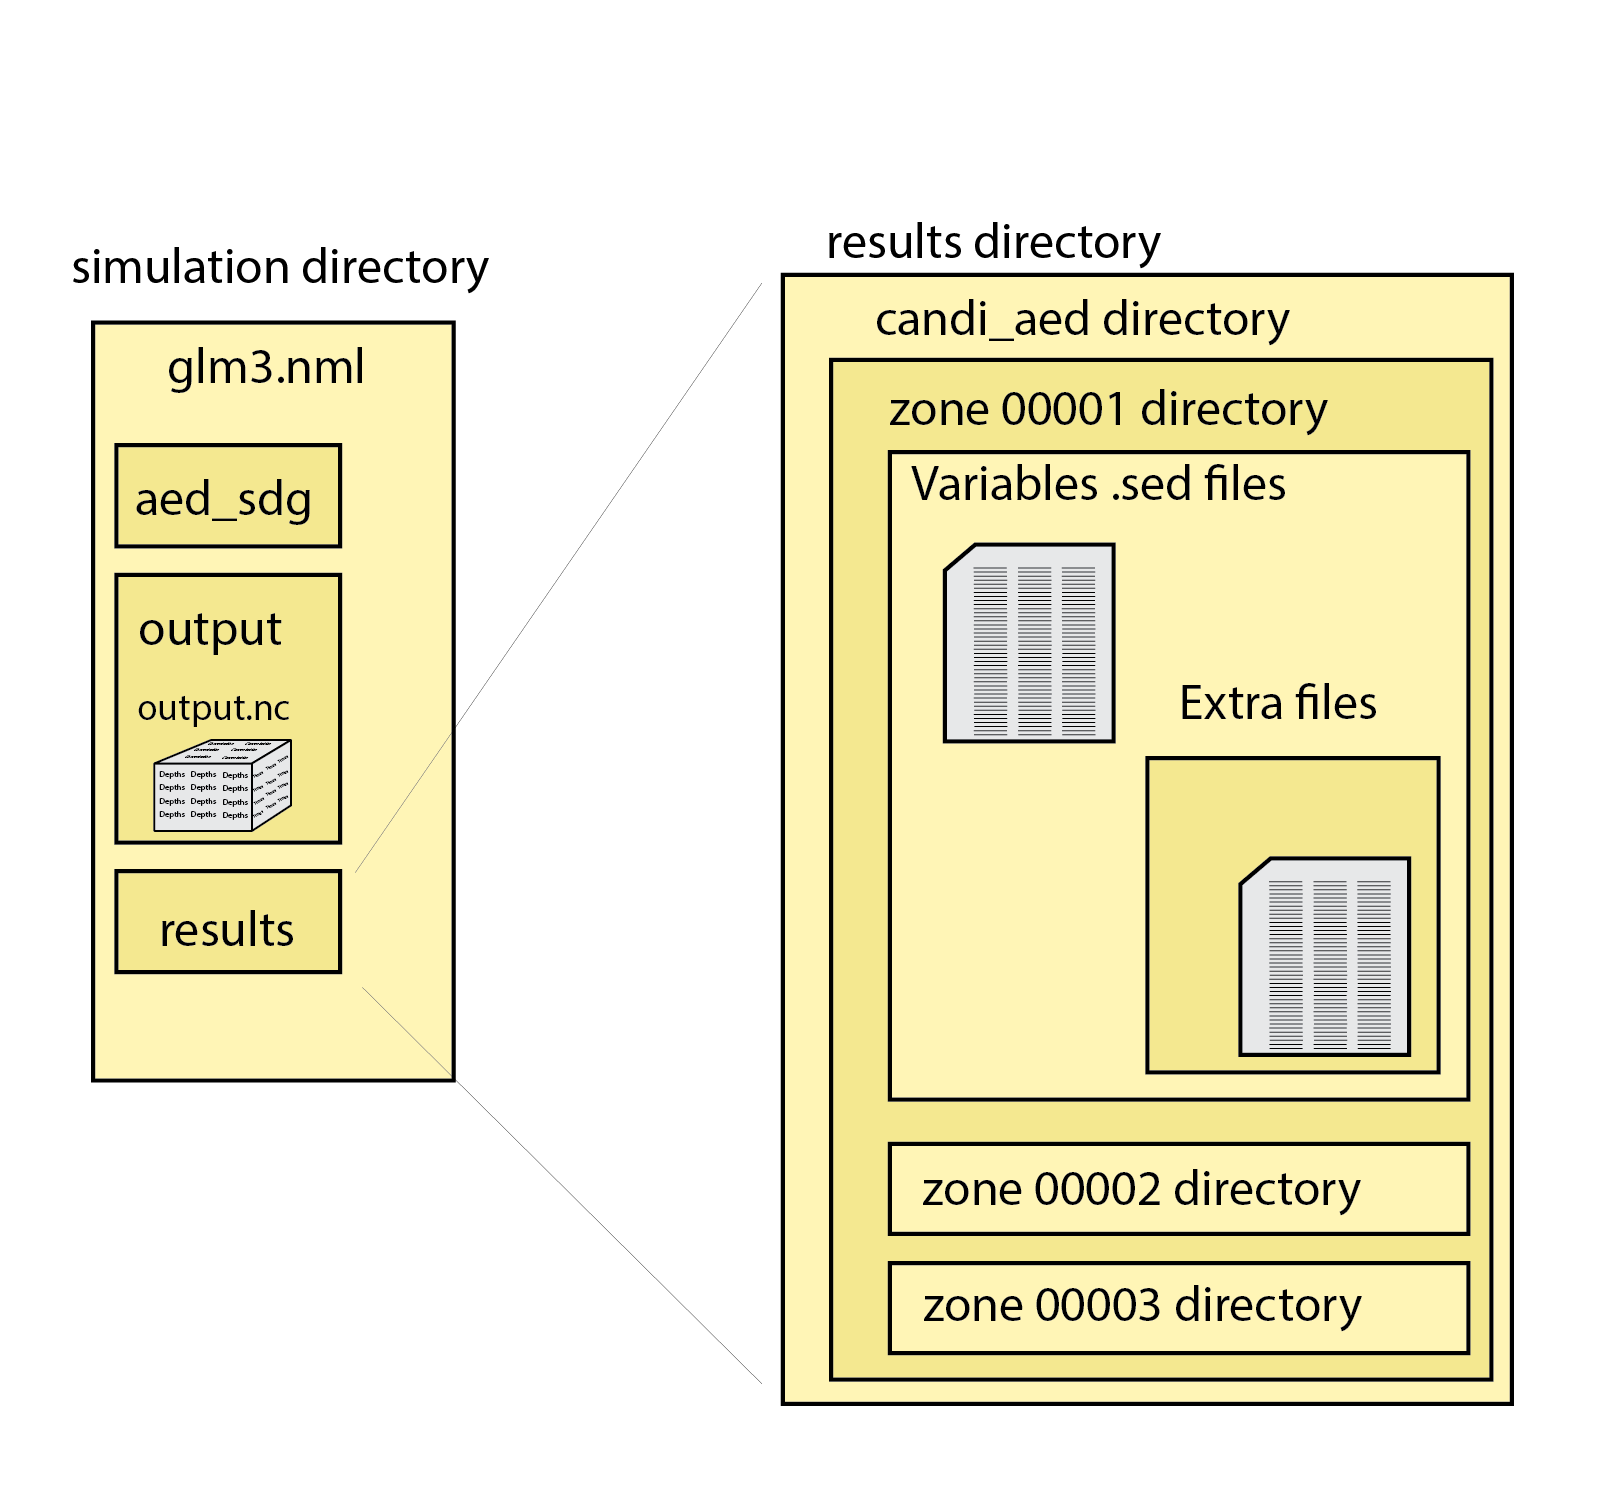 simulation directory
glm3.nml
aed_sdg
output
output.nc
Depths Depths Depths
Depths Depths Depths
Depths Depths Depths
Depths Depths Depths
results
results directory
candi_aed directory
zone 00001 directory
Variables .sed files
Extra files
zone 00002 directory
zone 00003 directory